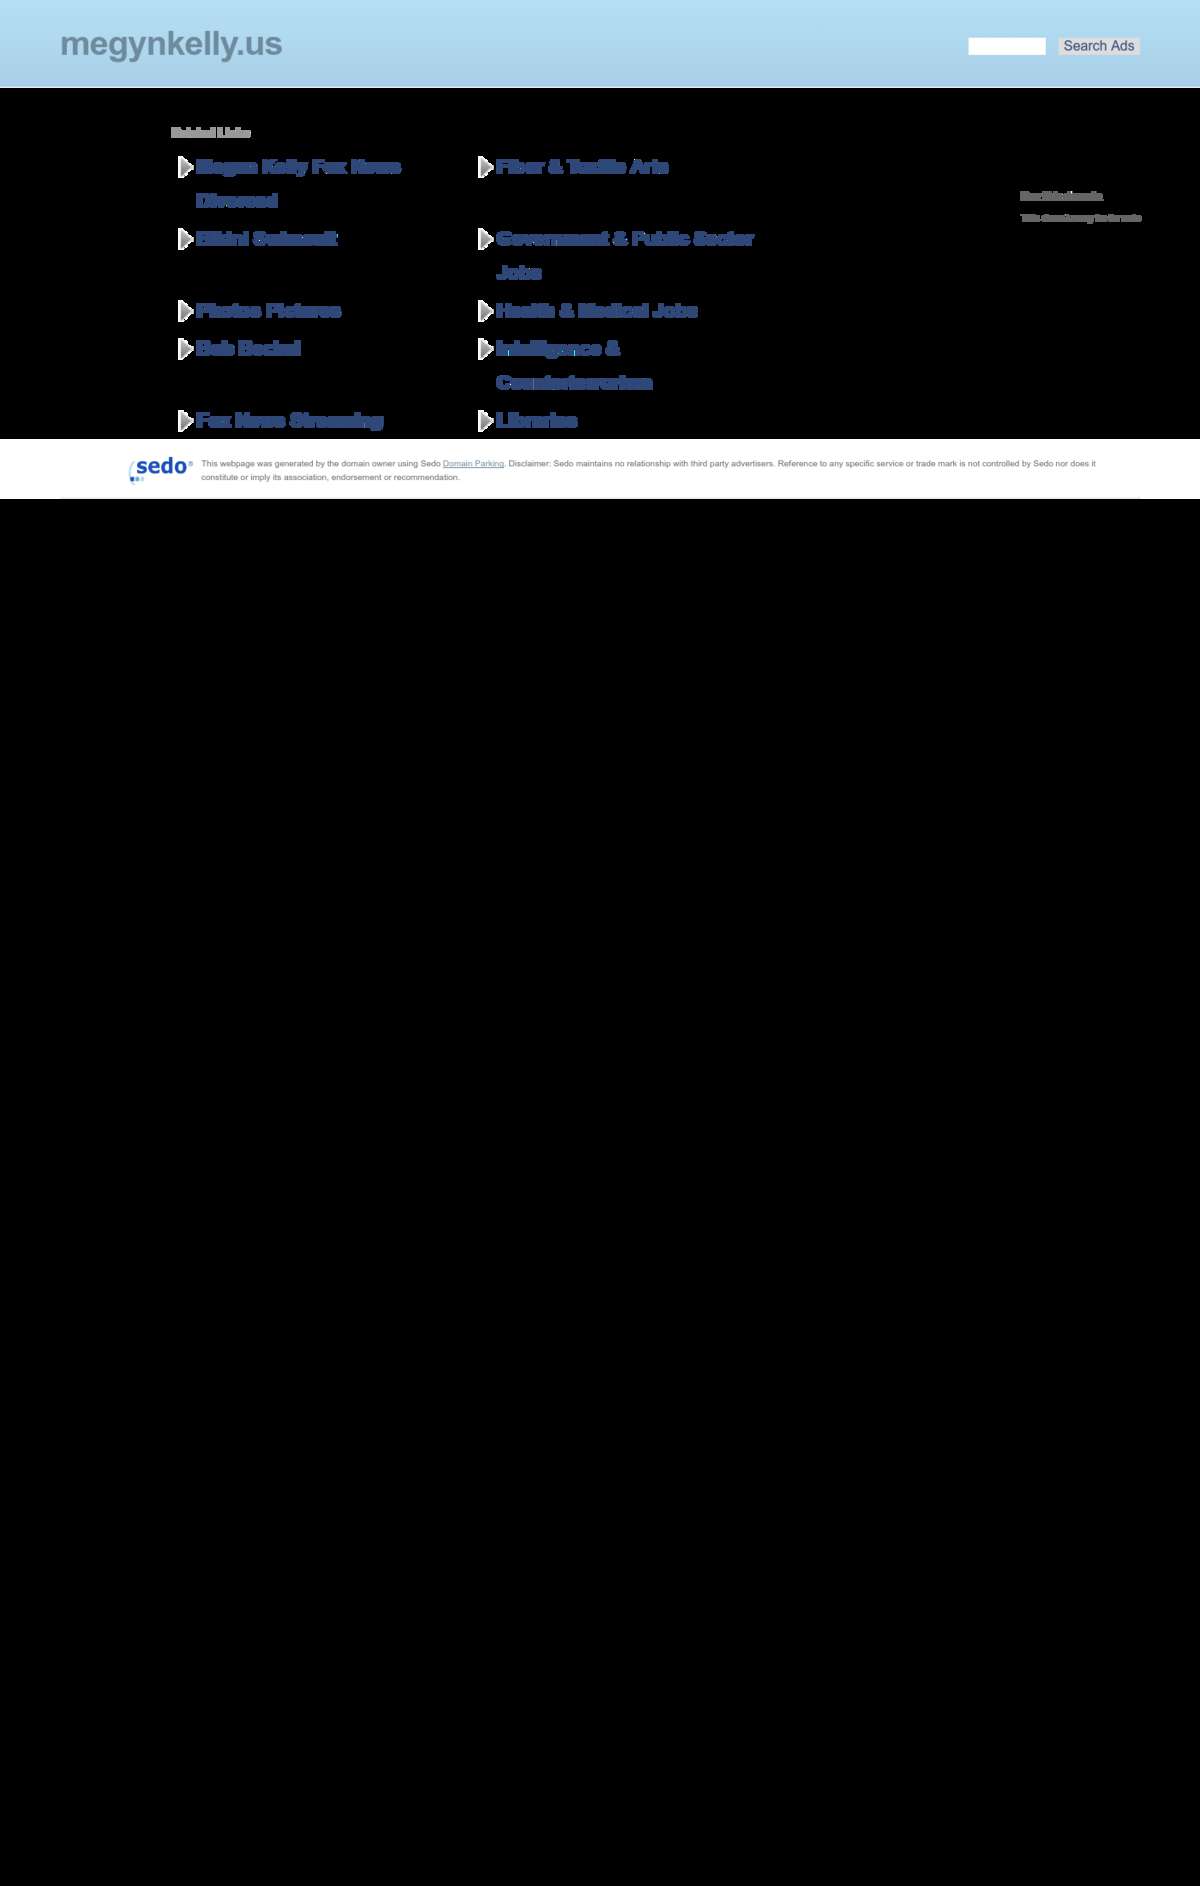 megynkelly.us
Search Ads
Related Links
Megan Kelly Fox News
Divorced
Fiber & Textile Arts
Bikini Swimsuit
Government & Public Sector
Jobs
Photos Pictures
Health & Medical Jobs
Bob Beckel
Intelligence &
Counterterrorism
Fox News Streaming
Libraries
Buy this domain
This domain may be for sale
sedo®
This webpage was generated by the domain owner using Sedo Domain Parking. Disclaimer: Sedo maintains no relationship with third party advertisers. Reference to any specific service or trade mark is not controlled by Sedo nor does it
constitute or imply its association, endorsement or recommendation.